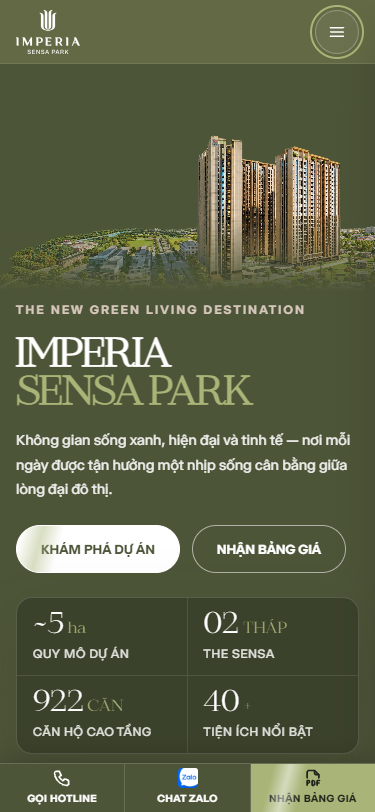 IMPERIA
SENSA PARK
THE NEW GREEN LIVING DESTINATION
IMPERIA
SENSA PARK
Không gian sống xanh, hiện đại và tinh tế — nơi mỗi
ngày được tận hưởng một nhịp sống cân bằng giữa
lòng đại đô thị.
KHÁM PHÁ DỰ ÁN
NHẬN BẢNG GIÁ
~5 ha
QUY MÔ DỰ ÁN
02 THÁP
THE SENSA
922 CĂN
CĂN HỘ CAO TẦNG
40 +
TIỆN ÍCH NỔI BẬT
GỌI HOTLINE
Zalo
CHAT ZALO
PDF
NHẬN BẢNG GIÁ